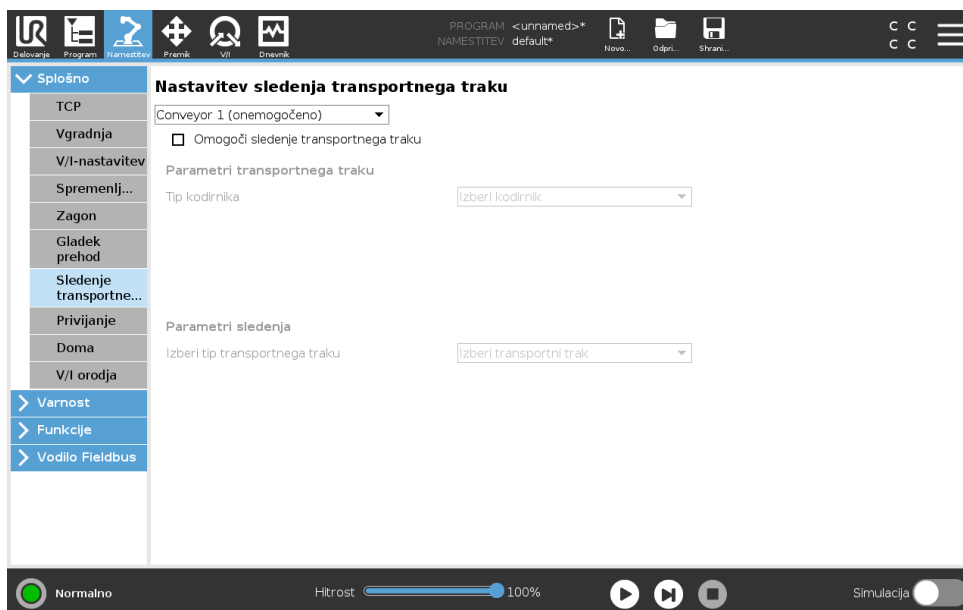 UR
Delovanje
Program
Namestitev
Premik
V/I
Dnevnik
PROGRAM <unnamed>*
NAMESTITEV default*
Novo...
Odpri...
Shrani...
C C
C C
Splošno
TCP
Vgradnja
V/I-nastavitev
Spremenlj...
Zagon
Gladek
prehod
Sledenje
transportne...
Privijanje
Doma
V/I orodja
Varnost
Funkcije
Vodilo Fieldbus
Nastavitev sledenja transportnega traku
Conveyor 1 (onemogočeno)
Omogoči sledenje transportnega traku
Parametri transportnega traku
Tip kodirnika
Izberi kodirnik
Parametri sledenja
Izberi tip transportnega traku
Izberi transportni trak
Normalno
Hitrost
100%
Simulacija